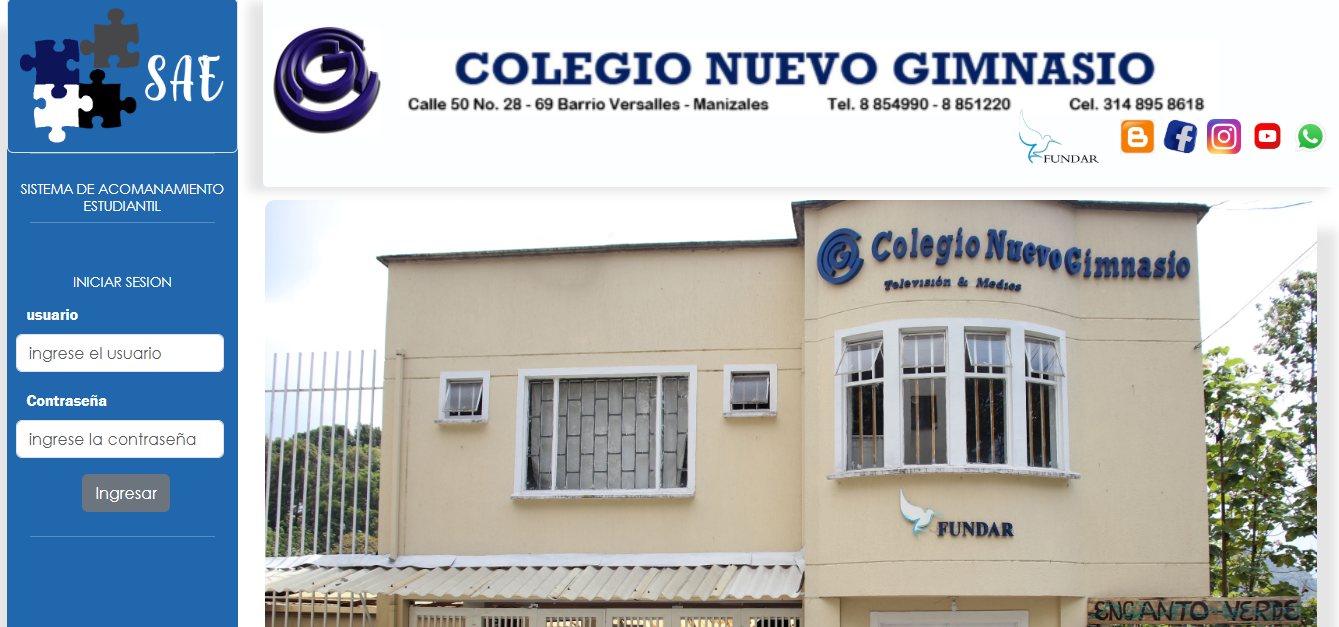 SAE
SISTEMA DE ACOMANAMIENTO
ESTUDIANTIL
INICIAR SESION
usuario
ingrese el usuario
Contraseña
ingrese la contraseña
Ingresar
COLEGIO NUEVO GIMNASIO
Calle 50 No. 28 - 69 Barrio Versalles - Manizales Tel. 8 854990 - 8 851220 Cel. 314 895 8618
FUNDAR
Colegio Nuevo Gimnasio
Televisión & Medios
FUNDAR
ENCANTO-VERDE